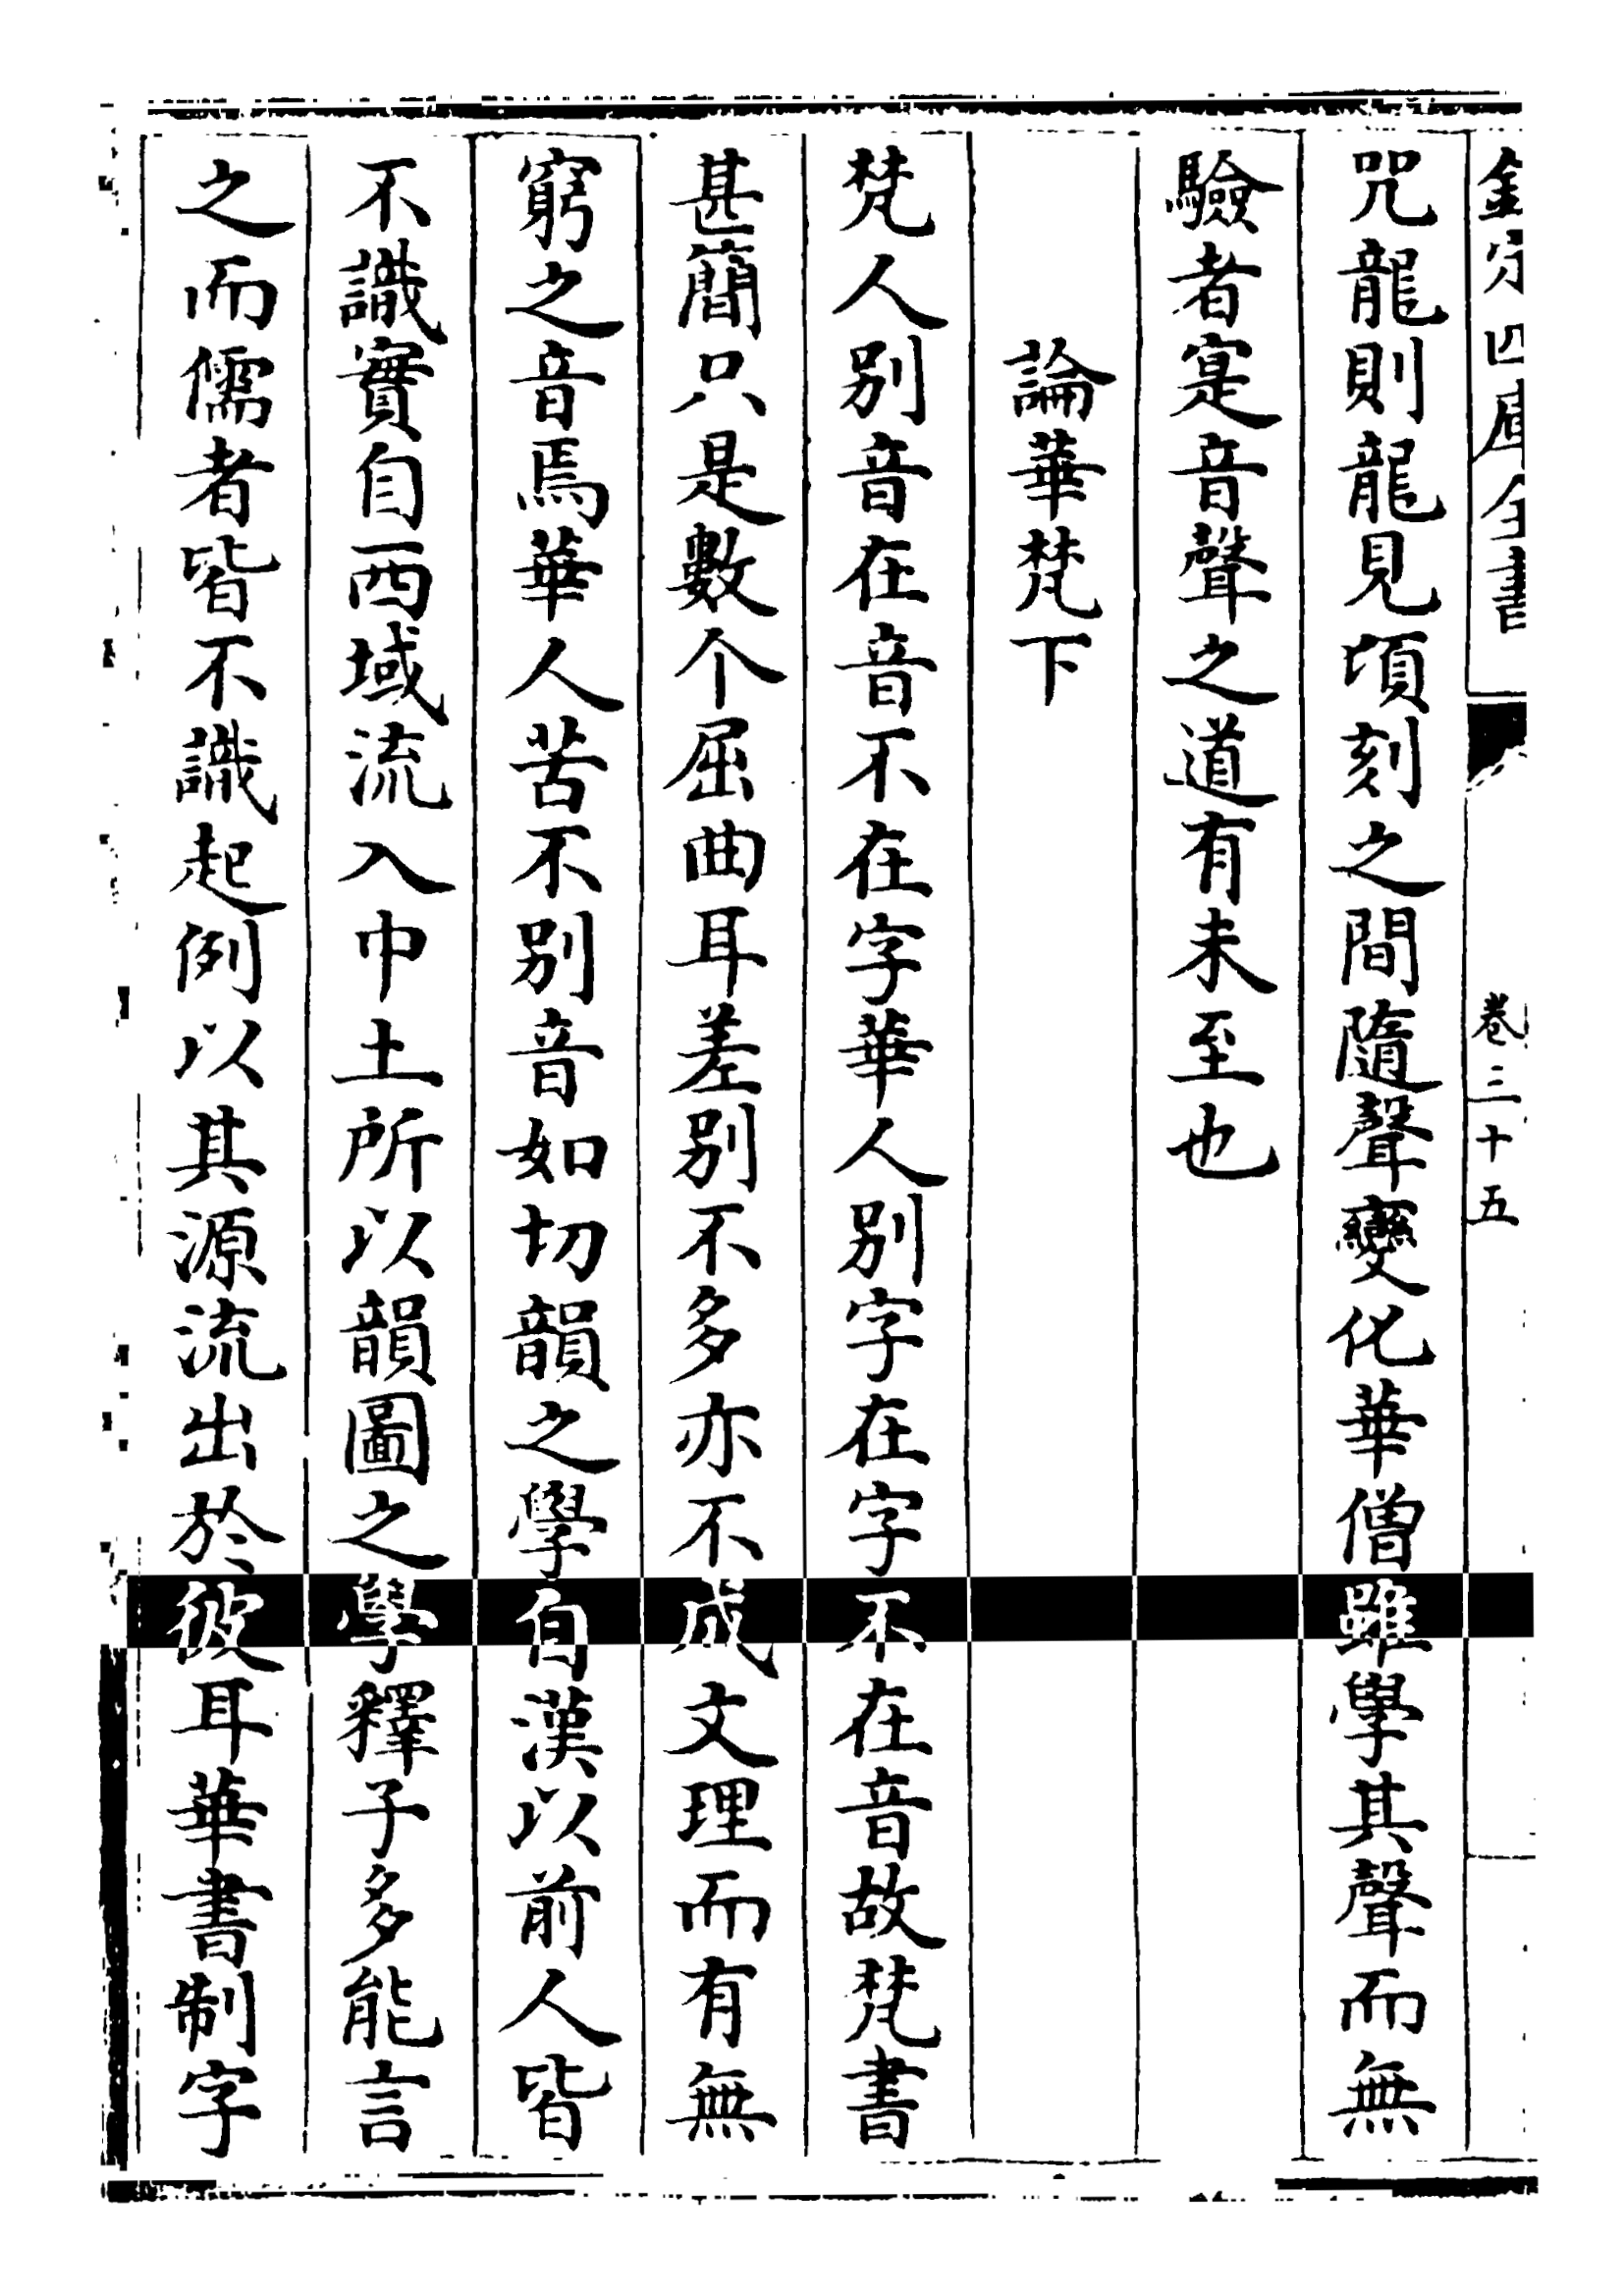 欽定四庫全書
卷三十五
咒龍則龍見頃刻之間隨聲變化華僧雖學其聲而無
驗者寔音聲之道有未至也
論華梵下
梵人别音在音不在字華人别字在字不在音故梵書
甚簡只是數个屈曲耳差别不多亦不成文理而有無
窮之音焉華人苦不别音如切韻之學自漢以前人皆
不識實自西域流入中土所以韻圖之學釋子多能言
之而儒者皆不識起例以其源流出於彼耳華書制字